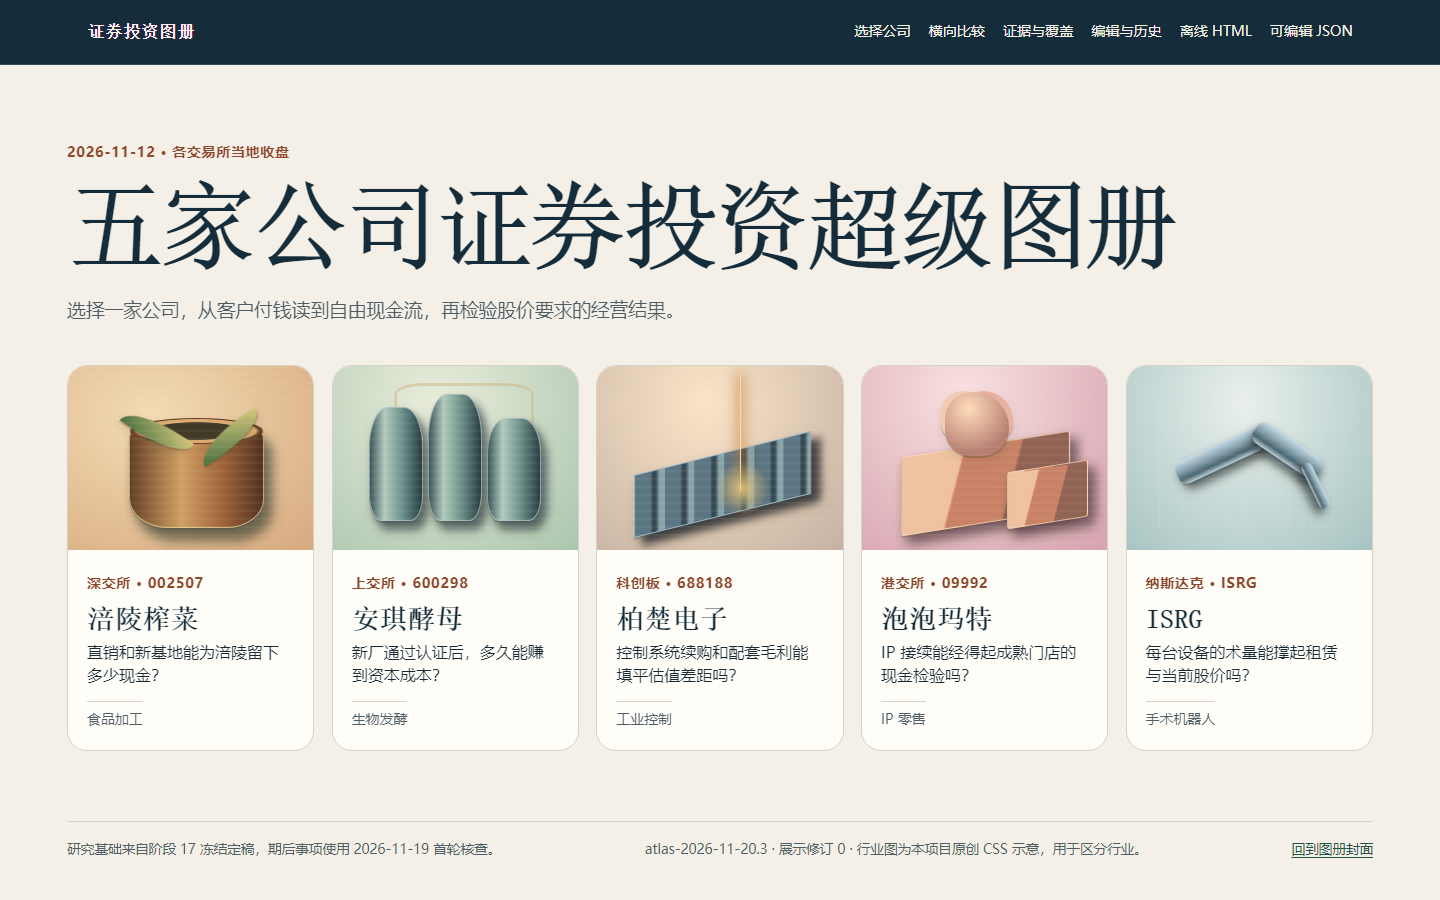 证券投资图册
选择公司 横向比较 证据与覆盖 编辑与历史 离线 HTML 可编辑 JSON
2026-11-12 • 各交易所当地收盘
五家公司证券投资超级图册
选择一家公司，从客户付钱读到自由现金流，再检验股价要求的经营结果。
深交所 • 002507
涪陵榨菜
直销和新基地能为涪陵留下
多少现金？
食品加工
上交所 • 600298
安琪酵母
新厂通过认证后，多久能赚
到资本成本？
生物发酵
科创板 • 688188
柏楚电子
控制系统续购和配套毛利能
填平估值差距吗？
工业控制
港交所 • 09992
泡泡玛特
IP 接续能经得起成熟门店的
现金检验吗？
IP 零售
纳斯达克 • ISRG
ISRG
每台设备的术量能撑起租赁
与当前股价吗？
手术机器人
研究基础来自阶段 17 冻结定稿，期后事项使用 2026-11-19 首轮核查。
atlas-2026-11-20.3 · 展示修订 0 · 行业图为本项目原创 CSS 示意，用于区分行业。
回到图册封面